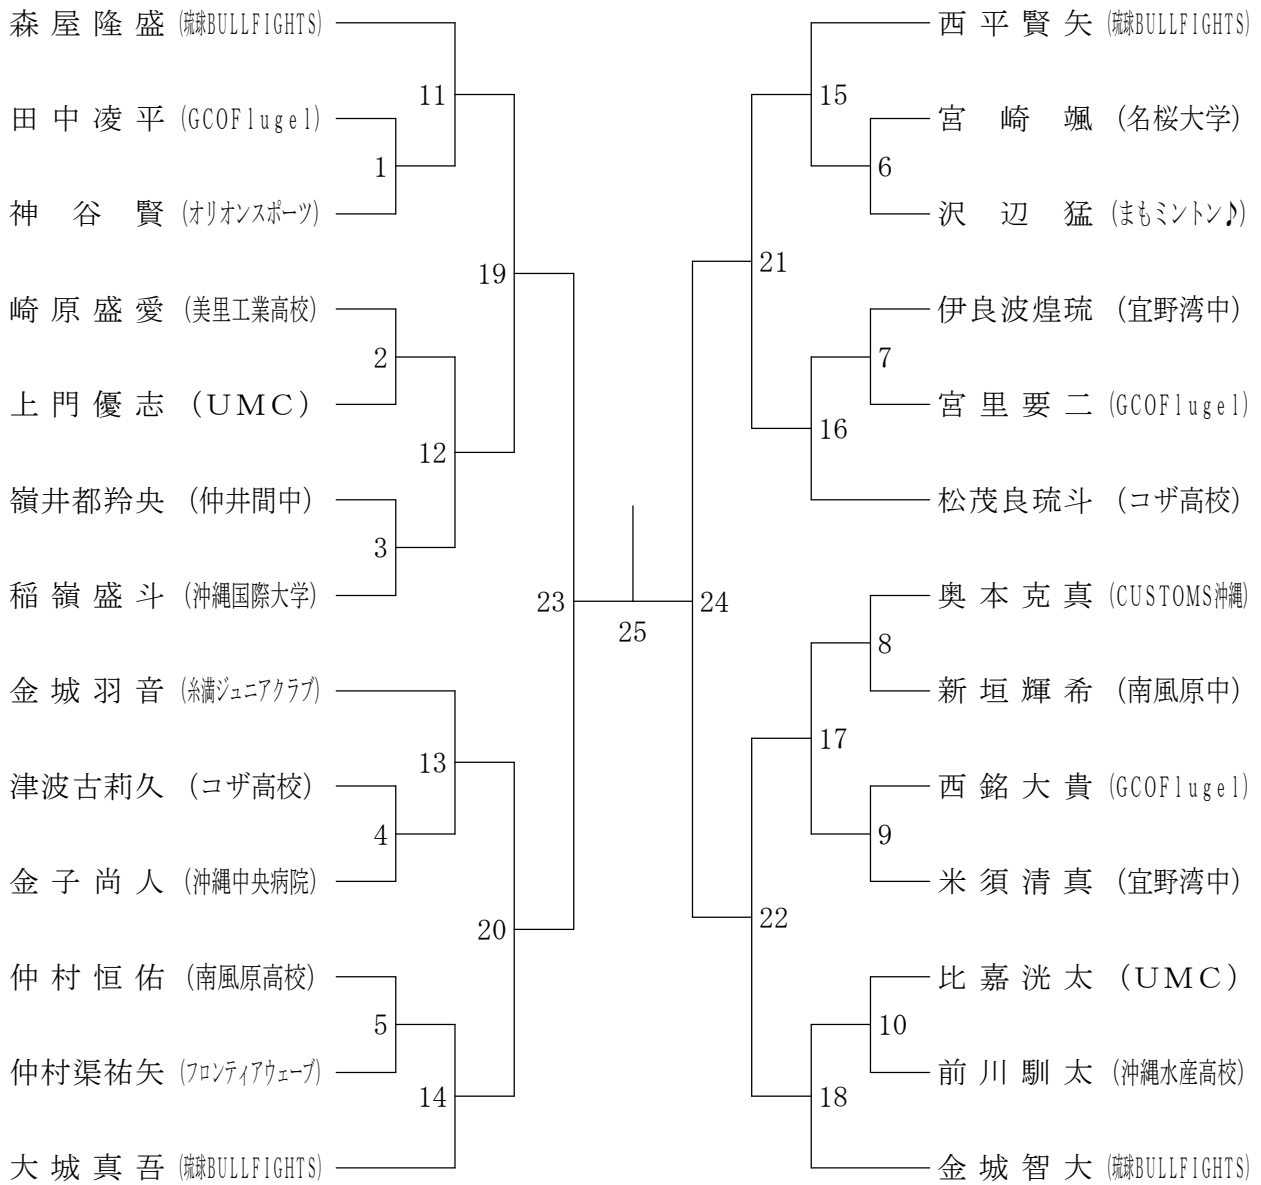 森屋隆盛 (琉球BULLFIGHTS)
11
田中凌平 (GCOFlugel)
1
神谷賢 (オリオンスポーツ)
19
崎原盛愛 (美里工業高校)
2
上門優志 (UMC)
12
嶺井都羚央 (仲井間中)
3
稲嶺盛斗 (沖縄国際大学)
23
金城羽音 (糸満ジュニアクラブ)
13
津波古莉久 (コザ高校)
4
金子尚人 (沖縄中央病院)
20
仲村恒佑 (南風原高校)
5
仲村渠祐矢 (フロンティアウェーブ)
14
大城真吾 (琉球BULLFIGHTS)
25
西平賢矢 (琉球BULLFIGHTS)
15
宮崎颯 (名桜大学)
6
沢辺猛 (まもミントン♪)
21
伊良波煌琉 (宜野湾中)
7
宮里要二 (GCOFlugel)
16
松茂良琉斗 (コザ高校)
24
奥本克真 (CUSTOMS沖縄)
8
新垣輝希 (南風原中)
17
西銘大貴 (GCOFlugel)
9
米須清真 (宜野湾中)
22
比嘉洸太 (UMC)
10
前川馴太 (沖縄水産高校)
18
金城智大 (琉球BULLFIGHTS)